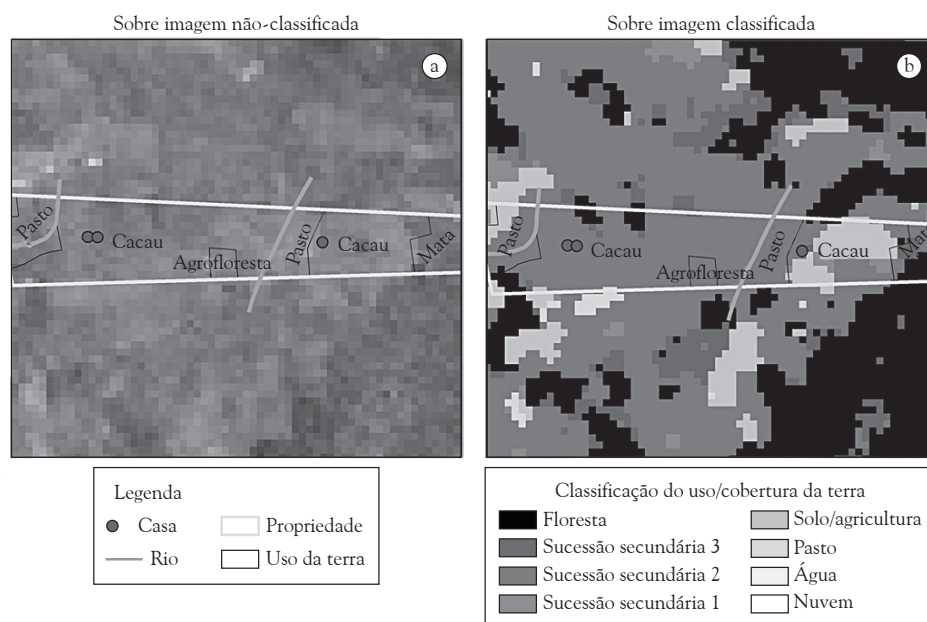 Sobre imagem não-classificada
a
Pasto
Cacau
Agrofloresta
Pasto
Cacau
Mata
Legenda
Casa
Propriedade
Rio
Uso da terra
Sobre imagem classificada
b
Pasto
Cacau
Agrofloresta
Pasto
Cacau
Mata
Classificação do uso/cobertura da terra
Floresta
Solo/agricultura
Sucessão secundária 3
Pasto
Sucessão secundária 2
Água
Sucessão secundária 1
Nuvem